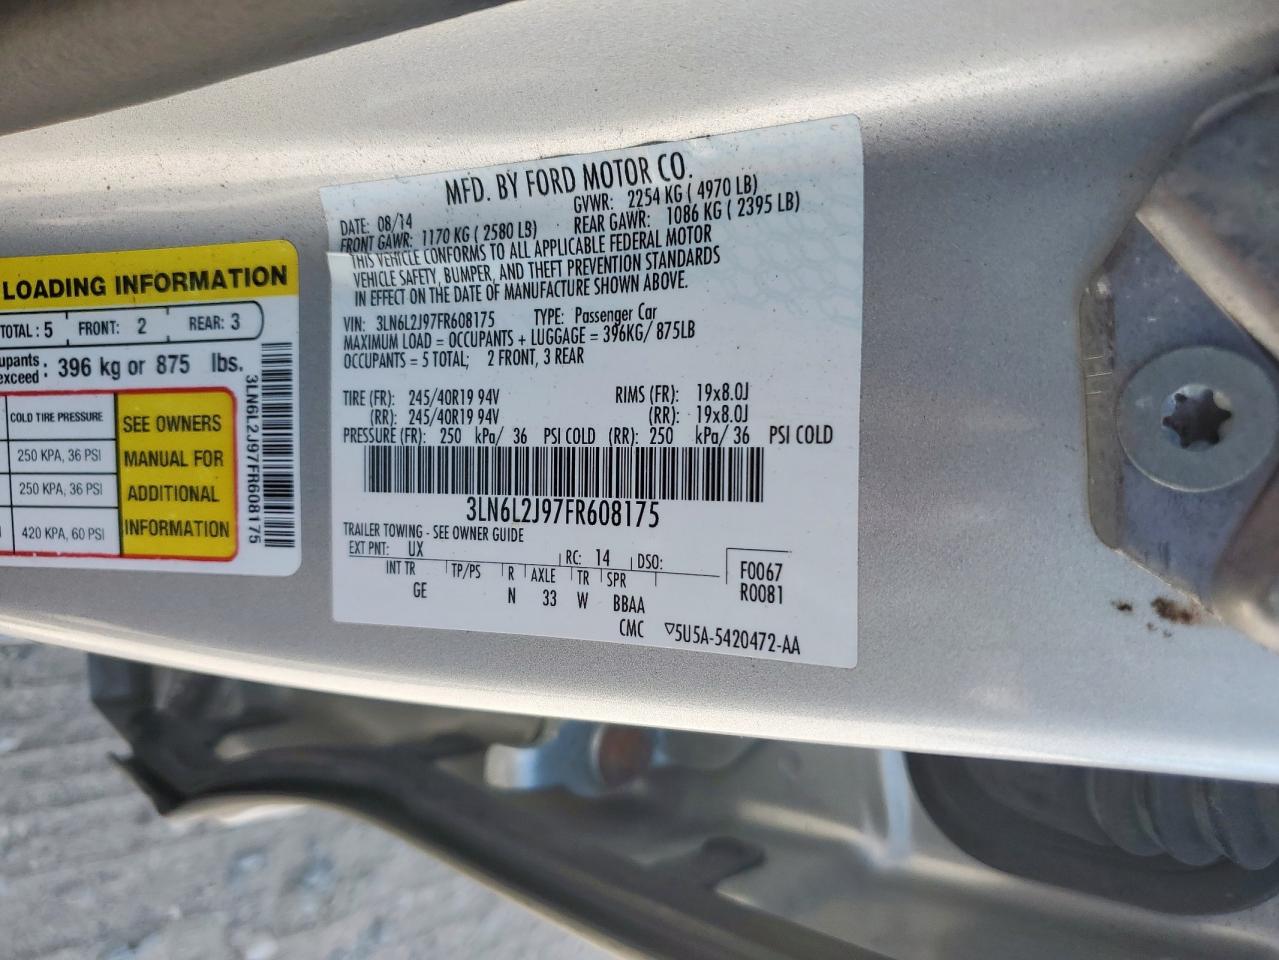 LOADING INFORMATION
TOTAL: 5 FRONT: 2 REAR: 3
upants
exceed : 396 kg or 875 lbs.
COLD TIRE PRESSURE
250 KPA, 36 PSI
250 KPA, 36 PSI
420 KPA, 60 PSI
SEE OWNERS
MANUAL FOR
ADDITIONAL
INFORMATION
3LN6L2J97FR608175
MFD. BY FORD MOTOR CO.
DATE: 08/14 GVWR: 2254 KG ( 4970 LB)
FRONT GAWR: 1170 KG ( 2580 LB) REAR GAWR: 1086 KG ( 2395 LB)
THIS VEHICLE CONFORMS TO ALL APPLICABLE FEDERAL MOTOR
VEHICLE SAFETY, BUMPER, AND THEFT PREVENTION STANDARDS
IN EFFECT ON THE DATE OF MANUFACTURE SHOWN ABOVE.
VIN: 3LN6L2J97FR608175 TYPE: Passenger Car
MAXIMUM LOAD = OCCUPANTS + LUGGAGE = 396KG/ 875LB
OCCUPANTS = 5 TOTAL; 2 FRONT, 3 REAR
TIRE (FR): 245/40R19 94V RIMS (FR): 19x8.0J
(RR): 245/40R19 94V (RR): 19x8.0J
PRESSURE (FR): 250 kPa/ 36 PSI COLD (RR): 250 kPa/ 36 PSI COLD
3LN6L2J97FR608175
TRAILER TOWING - SEE OWNER GUIDE
EXT PNT: UX RC: 14 DSO:
INT TR TP/PS R AXLE TR SPR F0067
GE N 33 W BBAA R0081
CMC ▽5U5A-5420472-AA